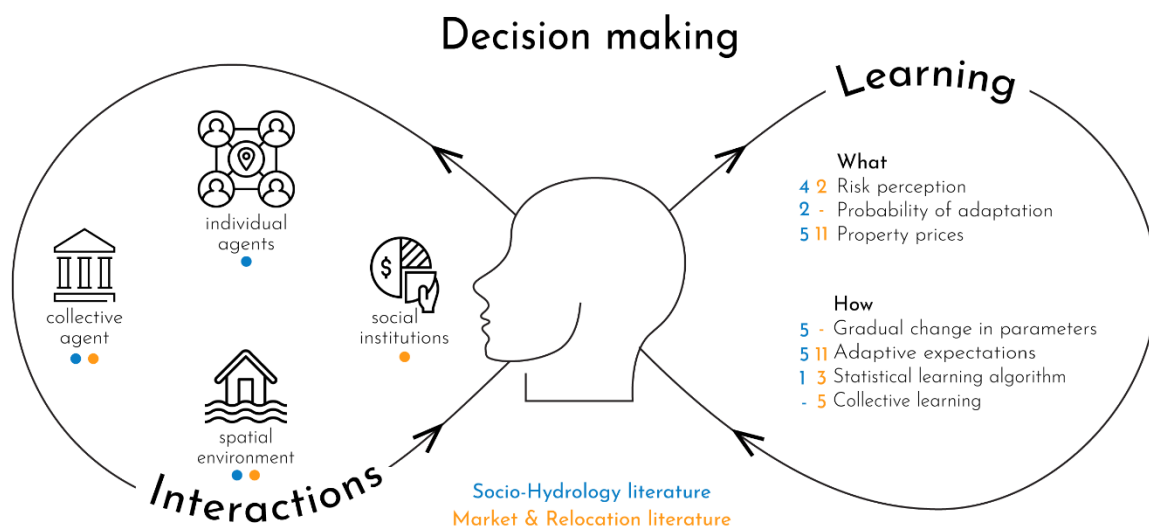 Decision making
Learning
individual
agents
collective
agent
$
social
institutions
spatial
environment
Interactions
What
4 2 Risk perception
2 - Probability of adaptation
5 11 Property prices
How
5 - Gradual change in parameters
5 11 Adaptive expectations
1 3 Statistical learning algorithm
- 5 Collective learning
Socio-Hydrology literature
Market & Relocation literature